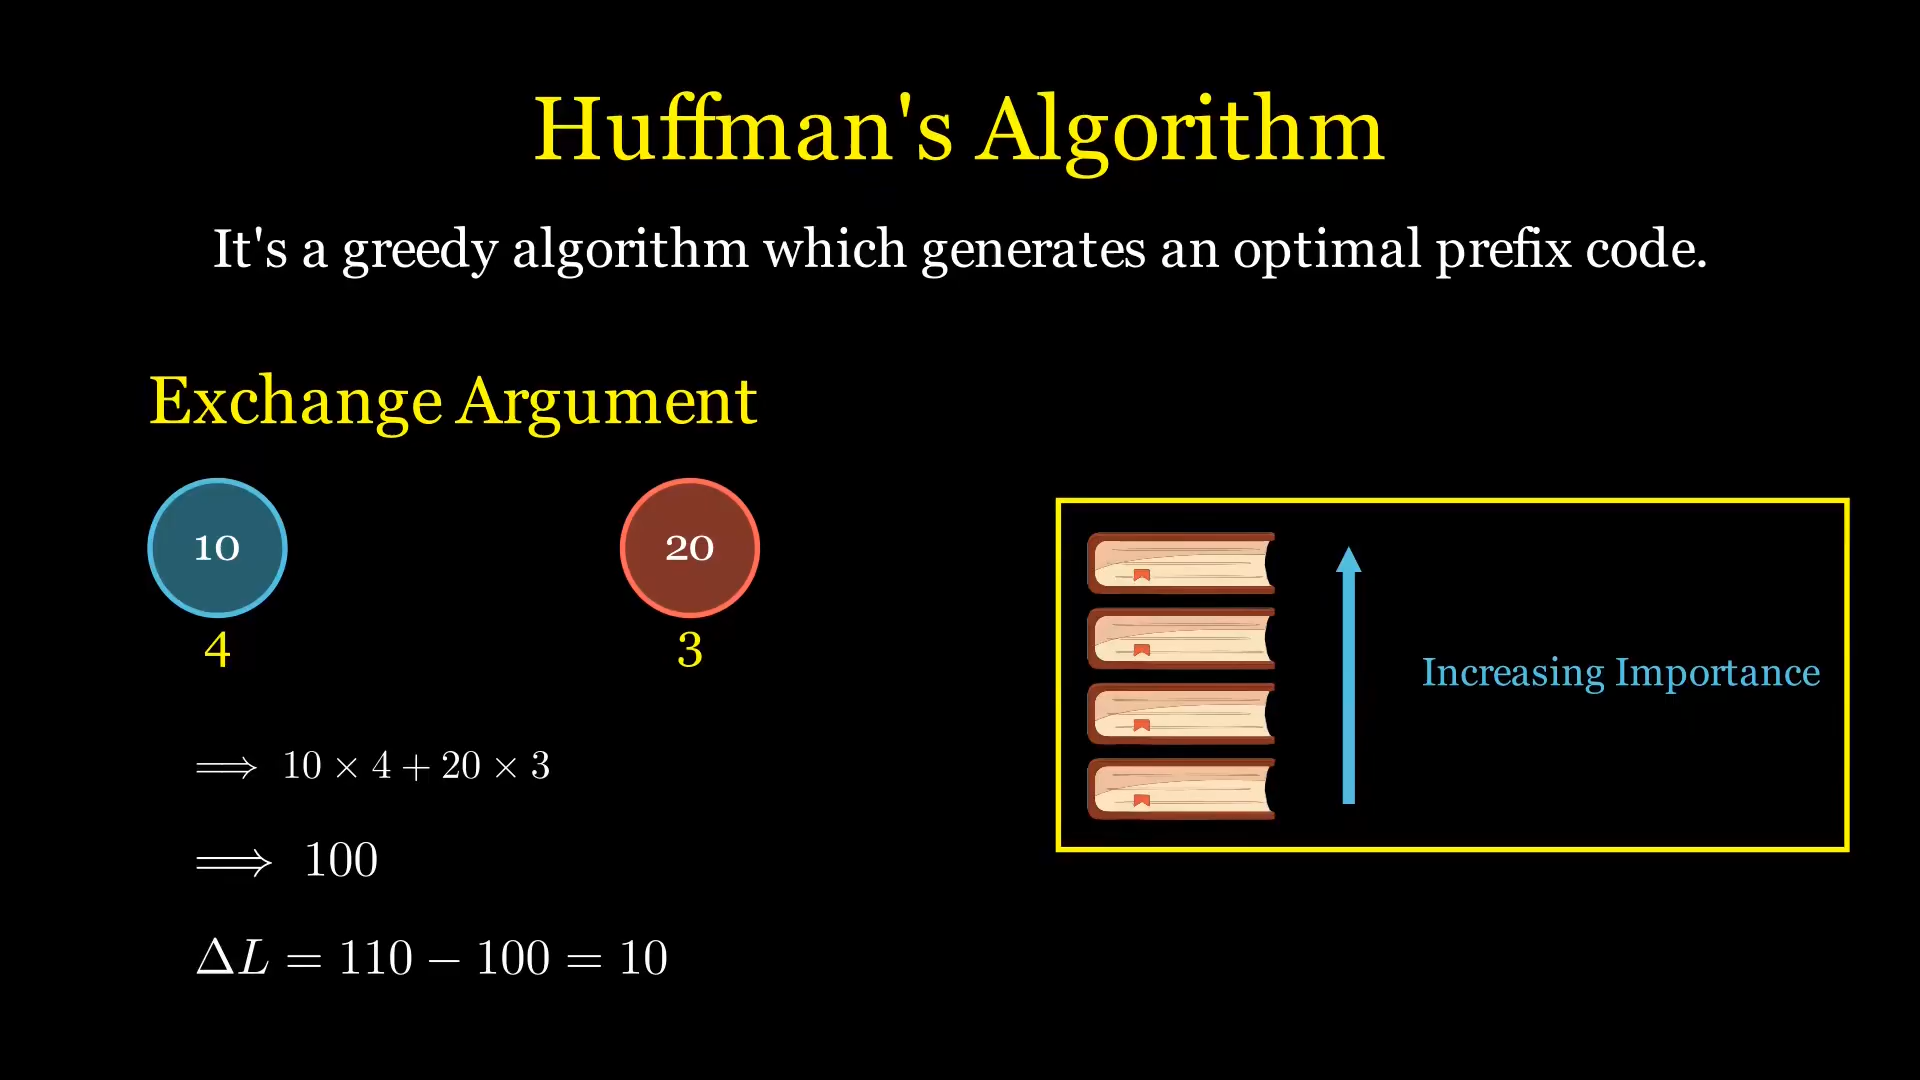 Huffman's Algorithm
It's a greedy algorithm which generates an optimal prefix code.
Exchange Argument
10
20
4
3
⟹ 10 × 4 + 20 × 3
⟹ 100
ΔL = 110 − 100 = 10
Increasing Importance